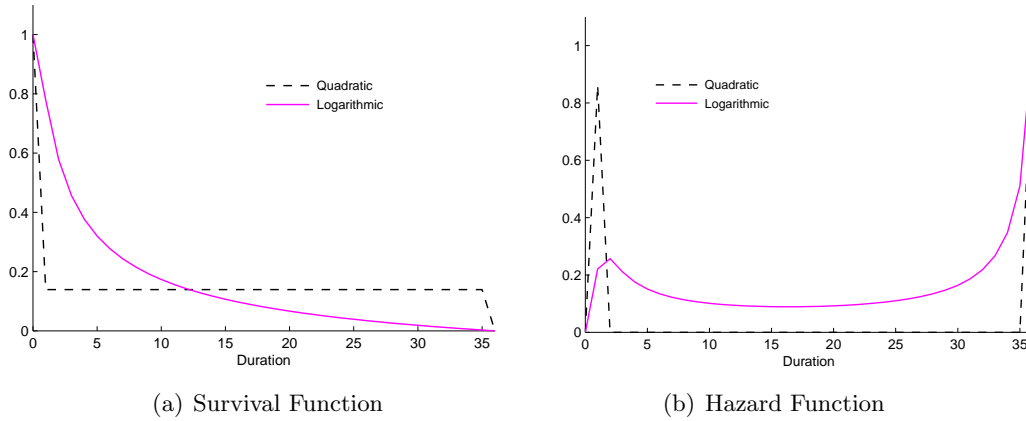 1
0.8
0.6
0.4
0.2
0
0 5 10 15 20 25 30 35
Duration
Quadratic
Logarithmic
(a) Survival Function
1
0.8
0.6
0.4
0.2
0
0 5 10 15 20 25 30 35
Duration
Quadratic
Logarithmic
(b) Hazard Function